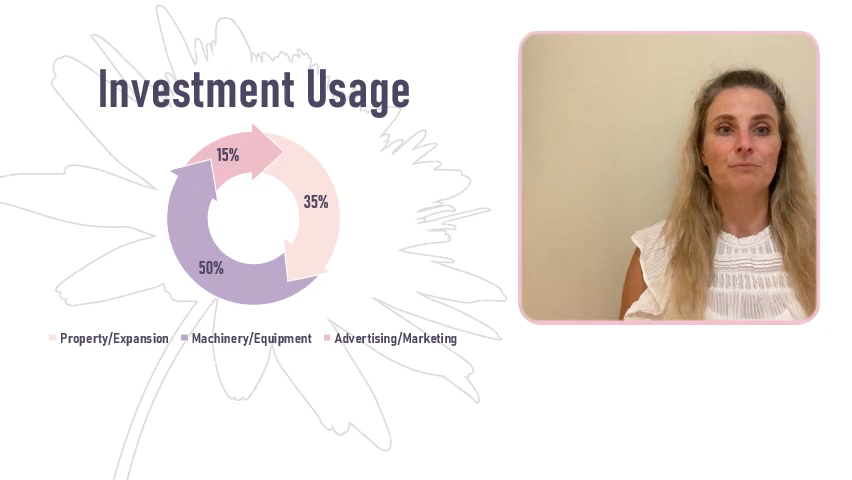 Investment Usage
15%
35%
50%
Property/Expansion Machinery/Equipment Advertising/Marketing